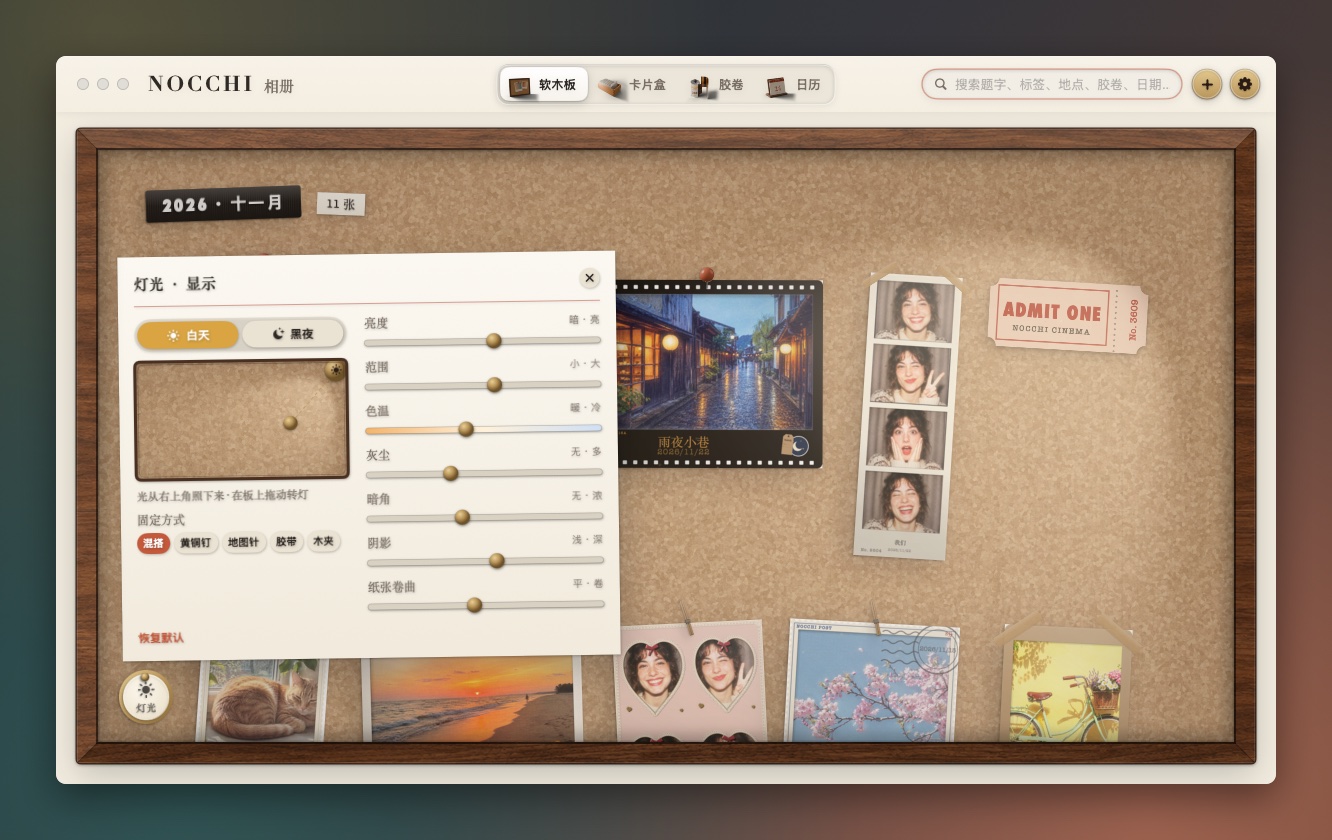 NOCCHI 相册
软木板
卡片盒
胶卷
日历
搜索题字、标签、地点、胶卷、日期..
2026 · 十一月
11 张
灯光 · 显示
白天
黑夜
光从右上角照下来·在板上拖动转灯
固定方式
混搭
黄铜钉
地图针
胶带
木夹
恢复默认
亮度
暗 · 亮
范围
小 · 大
色温
暖 · 冷
灰尘
无 · 多
暗角
无 · 浓
阴影
浅 · 深
纸张卷曲
平 · 卷
雨夜小巷
2026/11/22
我们
ADMIT ONE
NOCCHI CINEMA
No. 3609
灯光
NOCCHI POST